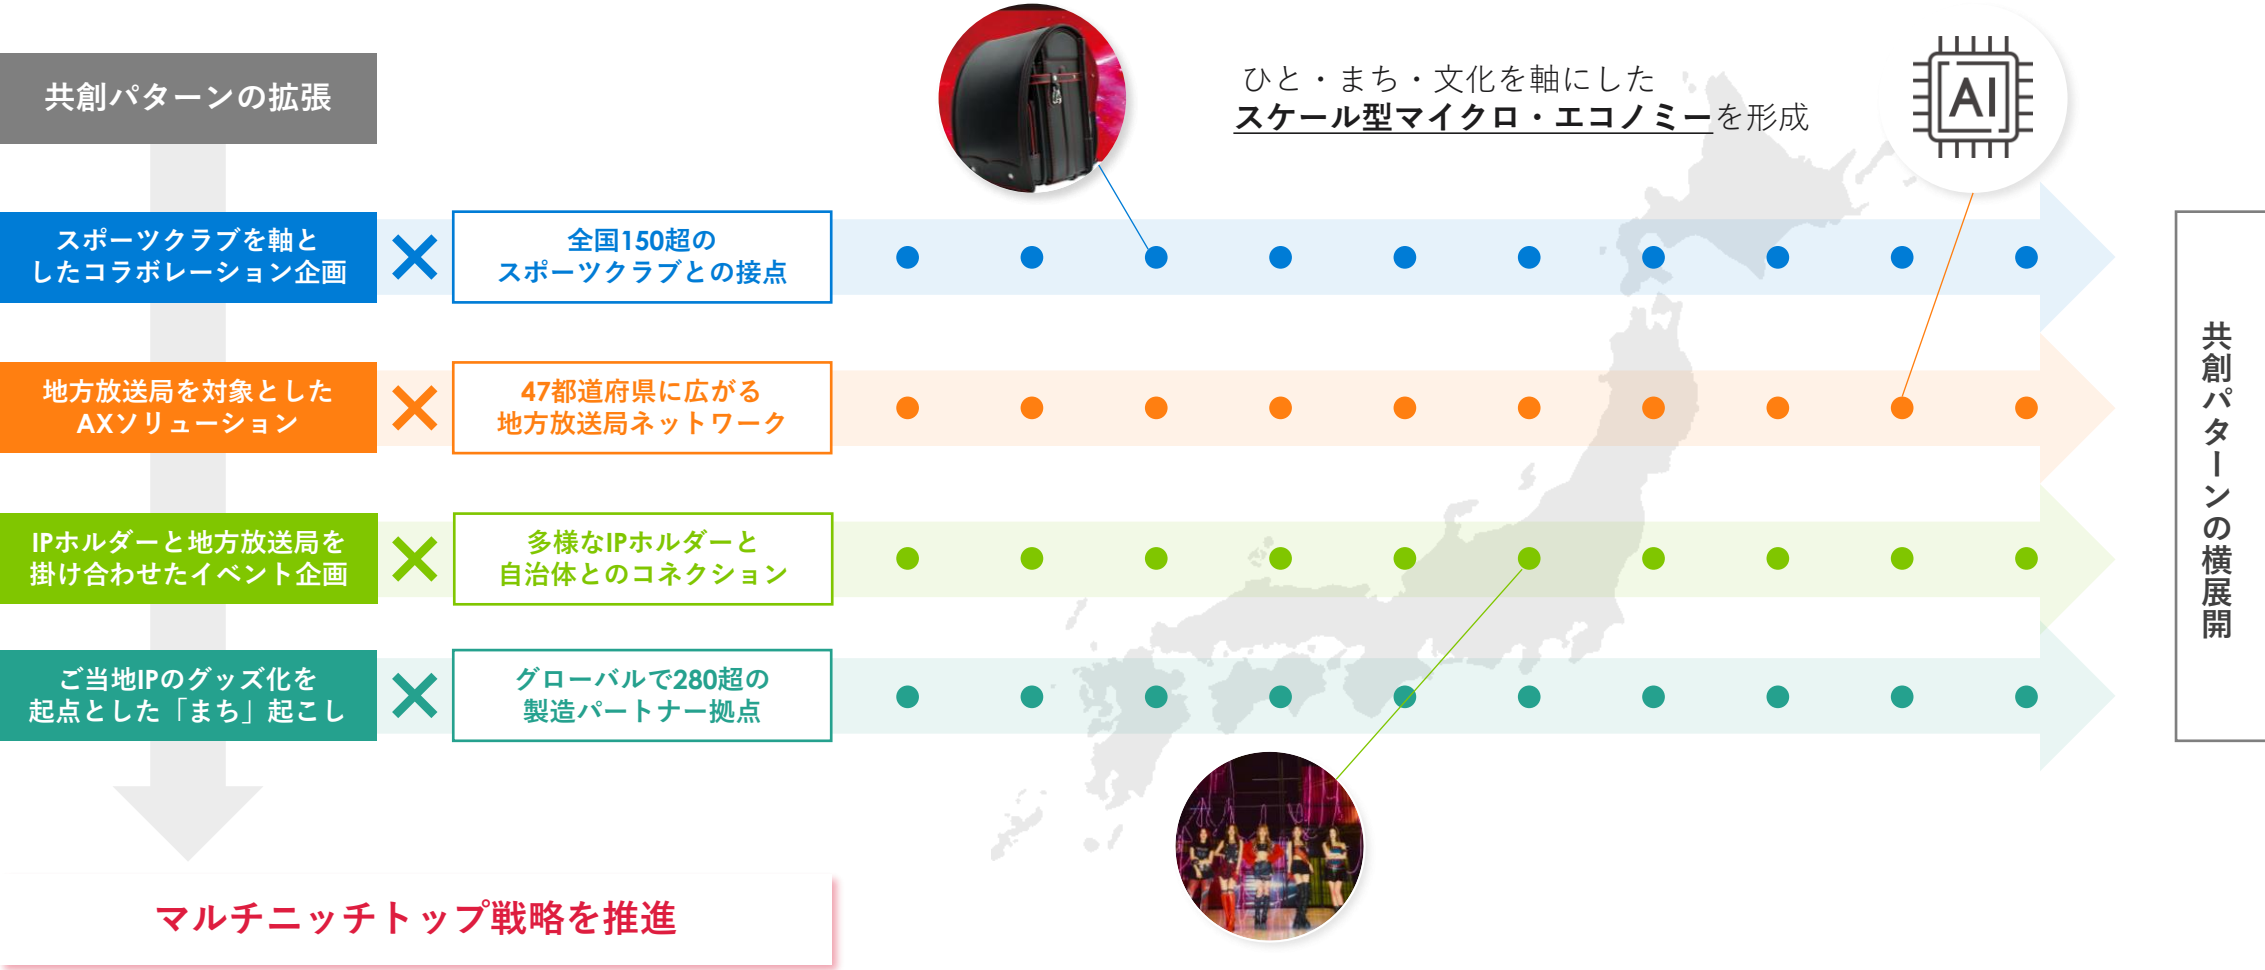 共創パターンの拡張
ひと・まち・文化を軸にした
スケール型マイクロ・エコノミーを形成
AI
スポーツクラブを軸と
したコラボレーション企画
全国150超の
スポーツクラブとの接点
地方放送局を対象とした
AXソリューション
47都道府県に広がる
地方放送局ネットワーク
IPホルダーと地方放送局を
掛け合わせたイベント企画
多様なIPホルダーと
自治体とのコネクション
ご当地IPのグッズ化を
起点とした「まち」起こし
グローバルで280超の
製造パートナー拠点
共創パターンの横展開
マルチニッチトップ戦略を推進